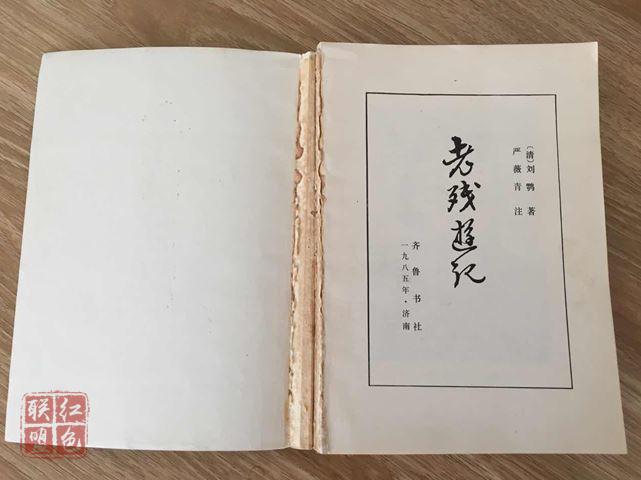 〔清〕刘鹗著
严薇青注
老残遊记
齐鲁书社
一九八五年·济南
红色
联盟